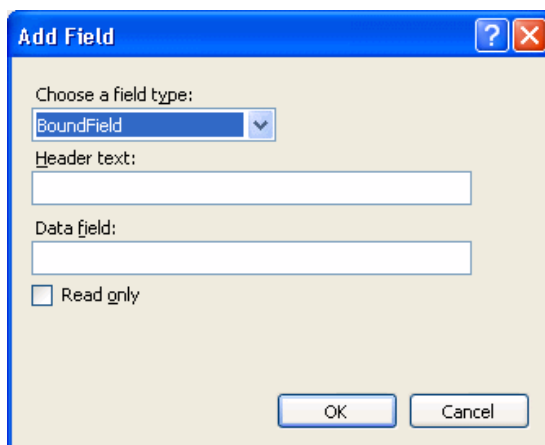 Add Field
Choose a field type:
BoundField
Header text:
Data field:
Read only
OK Cancel